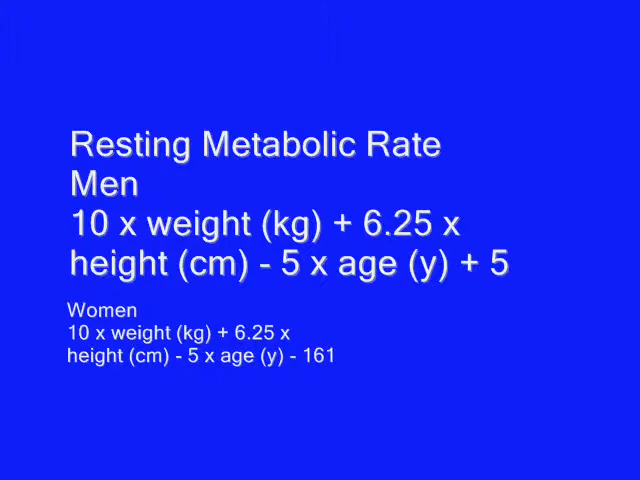 Resting Metabolic Rate
Men
10 x weight (kg) + 6.25 x
height (cm) - 5 x age (y) + 5
Women
10 x weight (kg) + 6.25 x
height (cm) - 5 x age (y) - 161